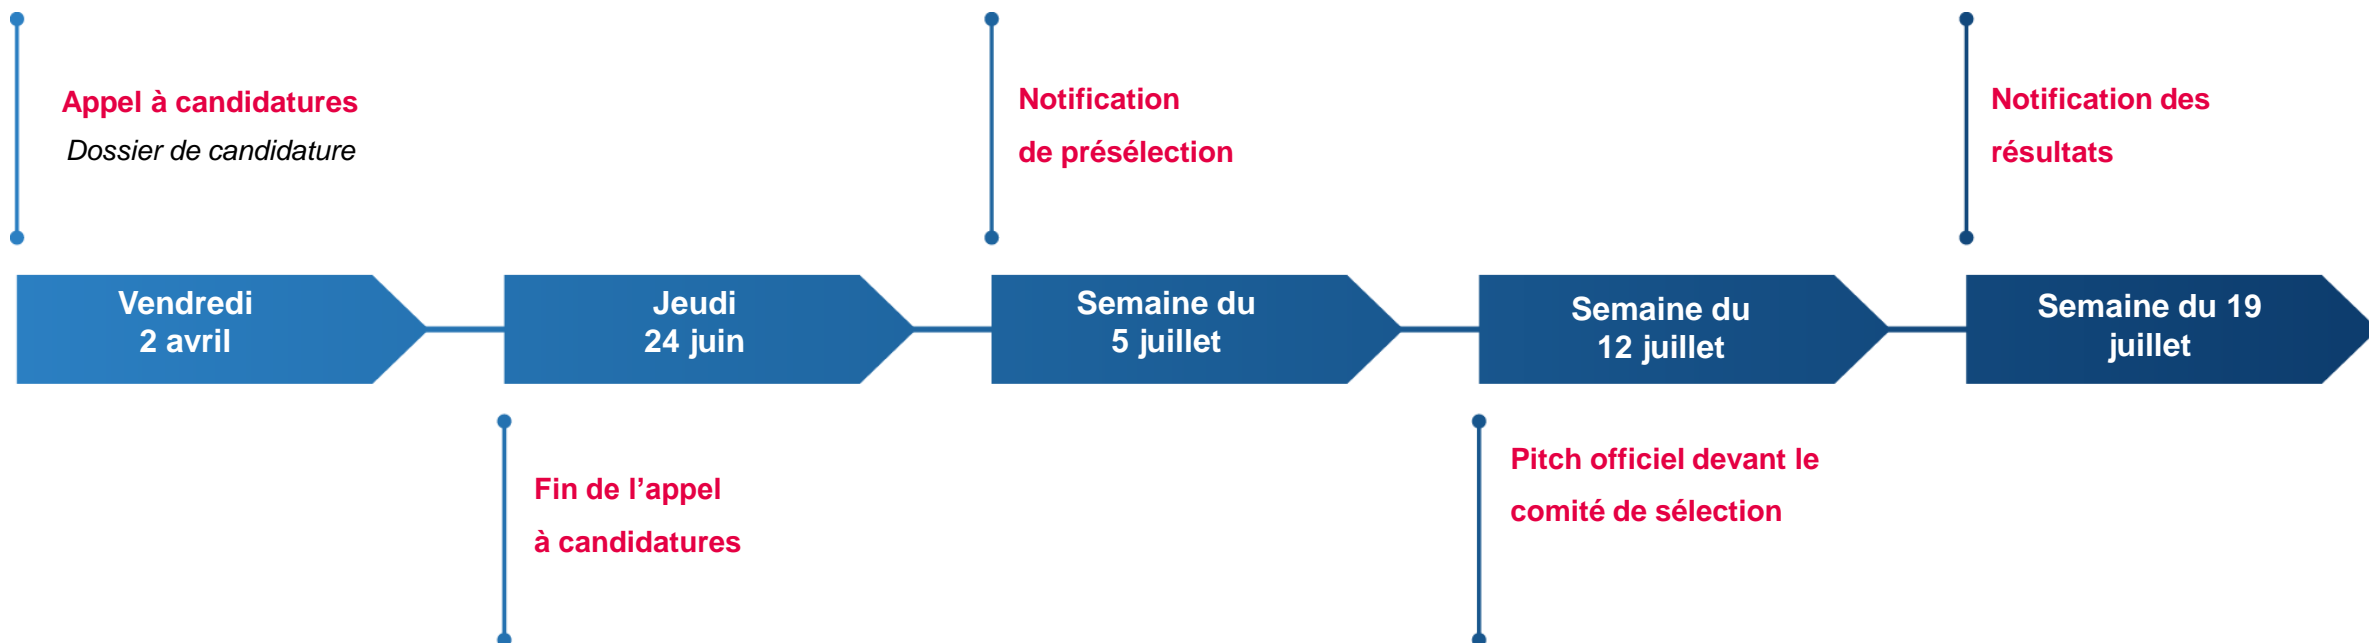 Appel à candidatures
Dossier de candidature
Notification
de présélection
Notification des
résultats
Vendredi
2 avril
Jeudi
24 juin
Semaine du
5 juillet
Semaine du
12 juillet
Semaine du 19
juillet
Fin de l’appel
à candidatures
Pitch officiel devant le
comité de sélection